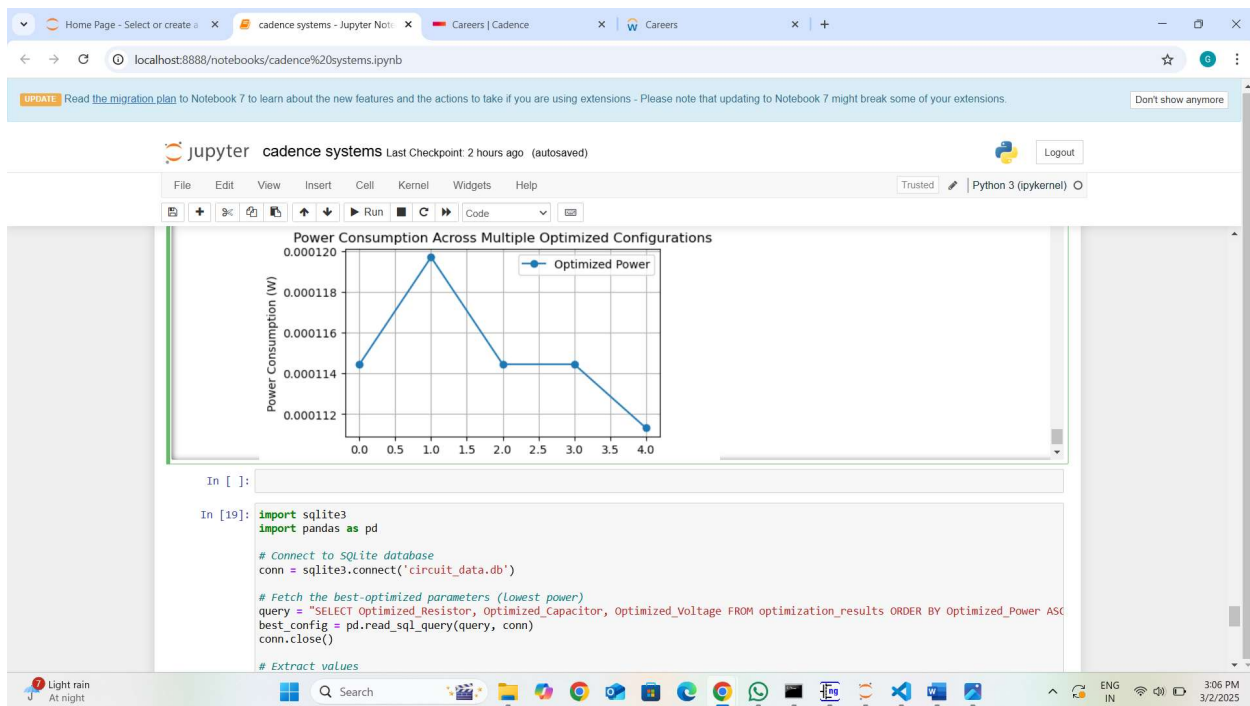 Home Page - Select or create a
cadence systems - Jupyter Note
Careers | Cadence
Careers
localhost:8888/notebooks/cadence%20systems.ipynb
G
UPDATE Read the migration plan to Notebook 7 to learn about the new features and the actions to take if you are using extensions - Please note that updating to Notebook 7 might break some of your extensions.
Don't show anymore
jupyter cadence systems Last Checkpoint: 2 hours ago (autosaved)
Logout
File Edit View Insert Cell Kernel Widgets Help
Trusted Python 3 (ipykernel)
Run Code
Power Consumption Across Multiple Optimized Configurations
Optimized Power
Power Consumption (W)
0.000120
0.000118
0.000116
0.000114
0.000112
0.0 0.5 1.0 1.5 2.0 2.5 3.0 3.5 4.0
In [ ]:
In [19]: import sqlite3
import pandas as pd
# Connect to SQLite database
conn = sqlite3.connect('circuit_data.db')
# Fetch the best-optimized parameters (lowest power)
query = "SELECT Optimized_Resistor, Optimized_Capacitor, Optimized_Voltage FROM optimization_results ORDER BY Optimized_Power ASC
best_config = pd.read_sql_query(query, conn)
conn.close()
# Extract values
7
Light rain
At night
Search
Eng
ENG
IN
3:06 PM
3/2/2025